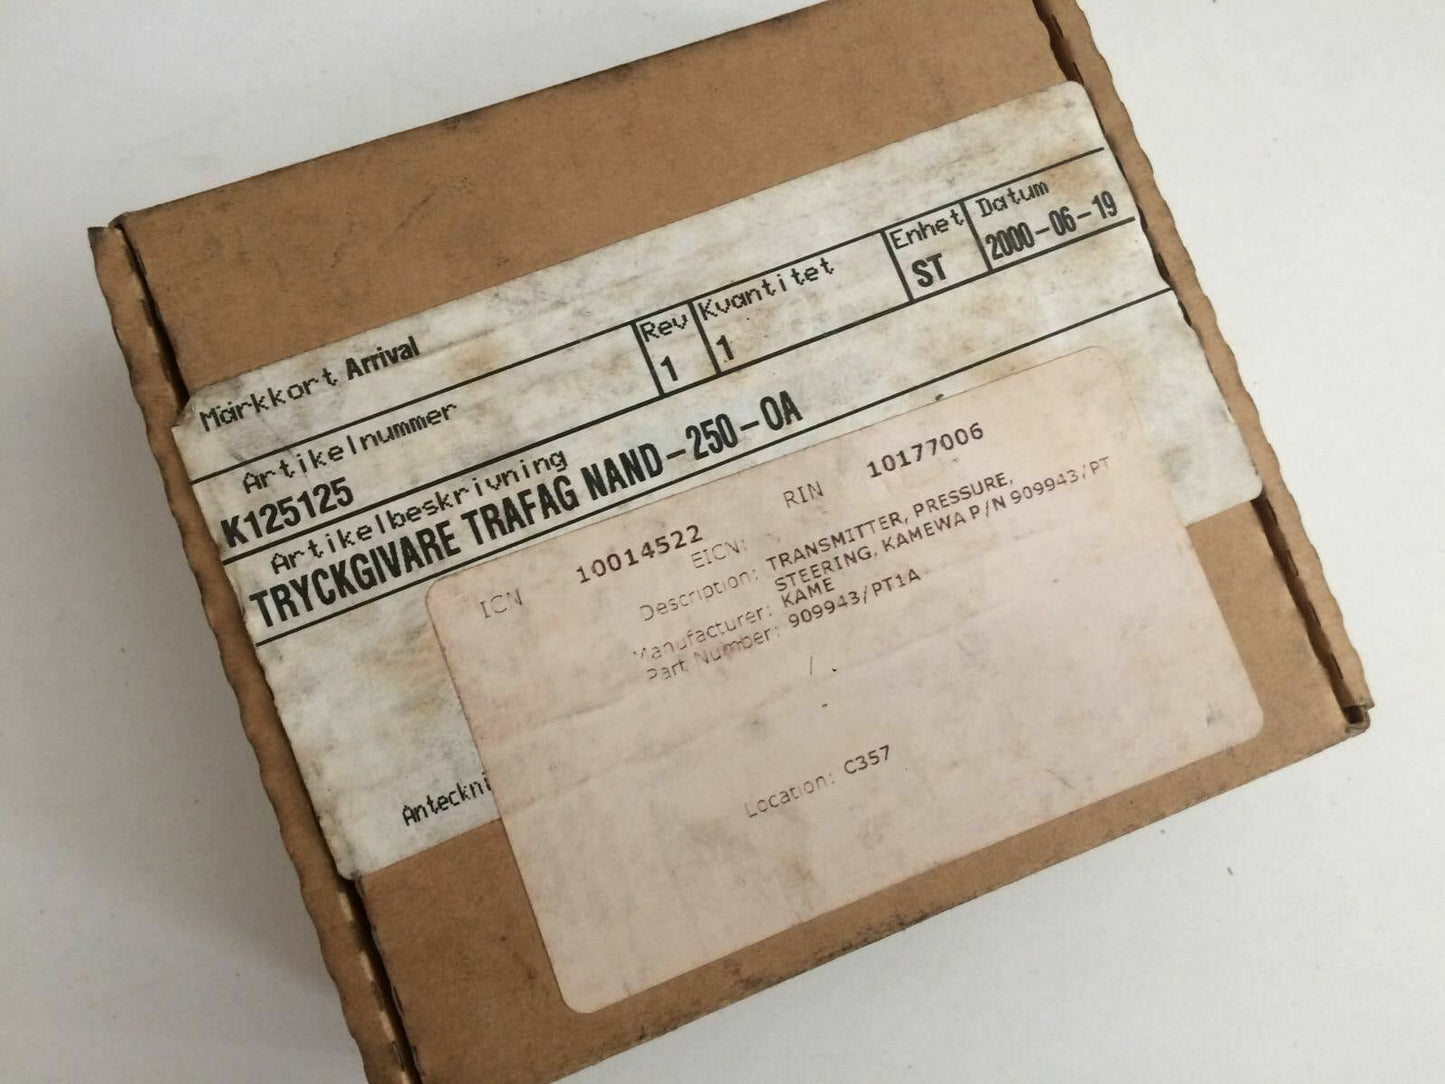 Märkkort Arrival
Artikelnummer Rev Kvantitet Enhet Datum
K125125 1 1 ST 2000-06-19
Artikelbeskrivning
TRYCKGIVARE TRAFAG NAND-250-0A
ICN 10014522 RIN 10177006
EICN:
Description: TRANSMITTER, PRESSURE,
STEERING, KAMEWA P/N 909943/PT
Manufacturer: KAME
Part Number: 909943/PT1A
/ -
-
Location: C357
Anteckni